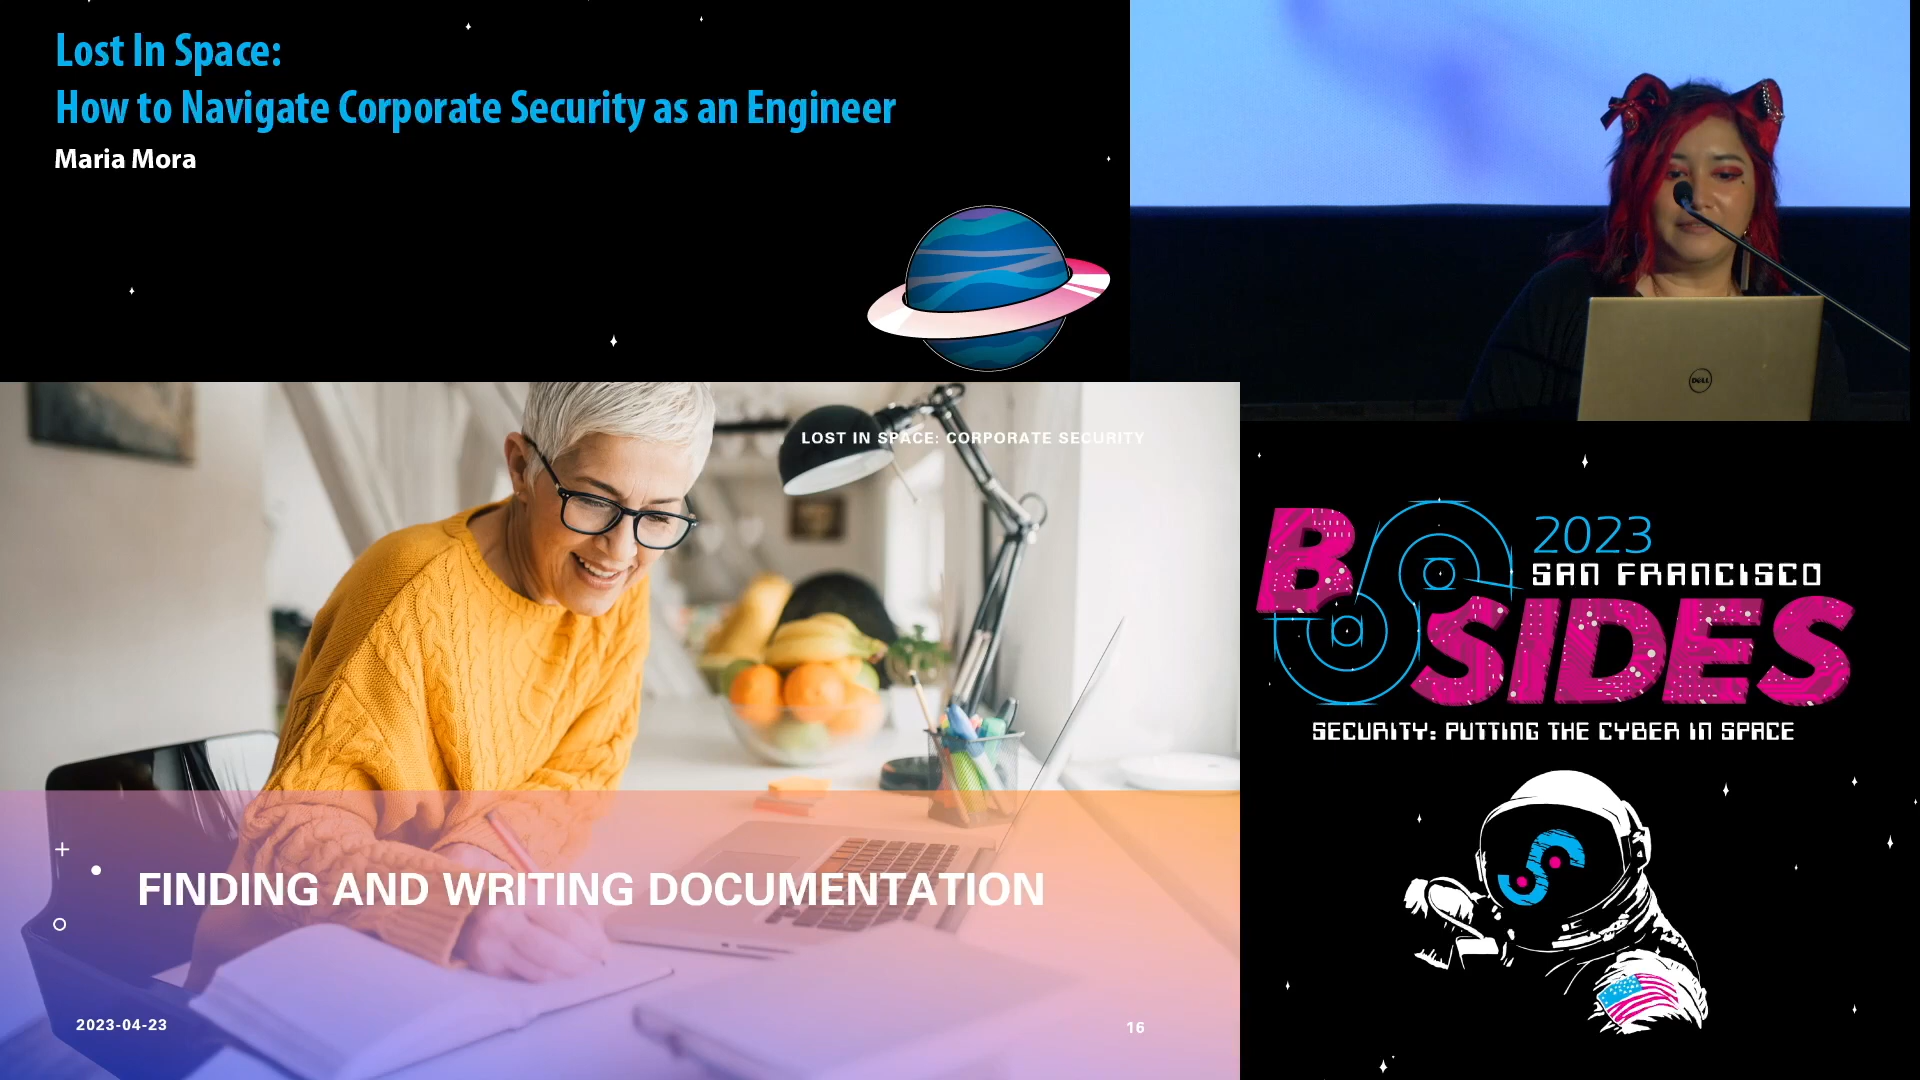 Lost In Space:
How to Navigate Corporate Security as an Engineer
Maria Mora
DELL
LOST IN SPACE: CORPORATE SECURITY
FINDING AND WRITING DOCUMENTATION
2023-04-23
16
2023
SAN FRANCISCO
BSIDES
SECURITY: PUTTING THE CYBER IN SPACE